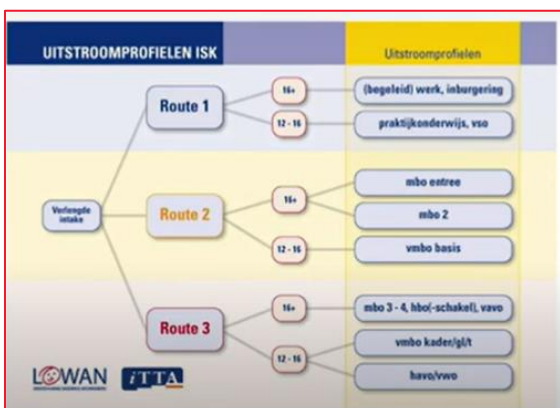 UITSTROOMPROFIELEN ISK
Uitstroomprofielen
Verlengde
intake
Route 1
16+
(begeleid) werk, inburgering
12 - 16
praktijkonderwijs, vso
Route 2
16+
mbo entree
mbo 2
12 - 16
vmbo basis
Route 3
16+
mbo 3 - 4, hbo(-schakel), vavo
12 - 16
vmbo kader/gl/t
havo/vwo
LOWAN
iTTA